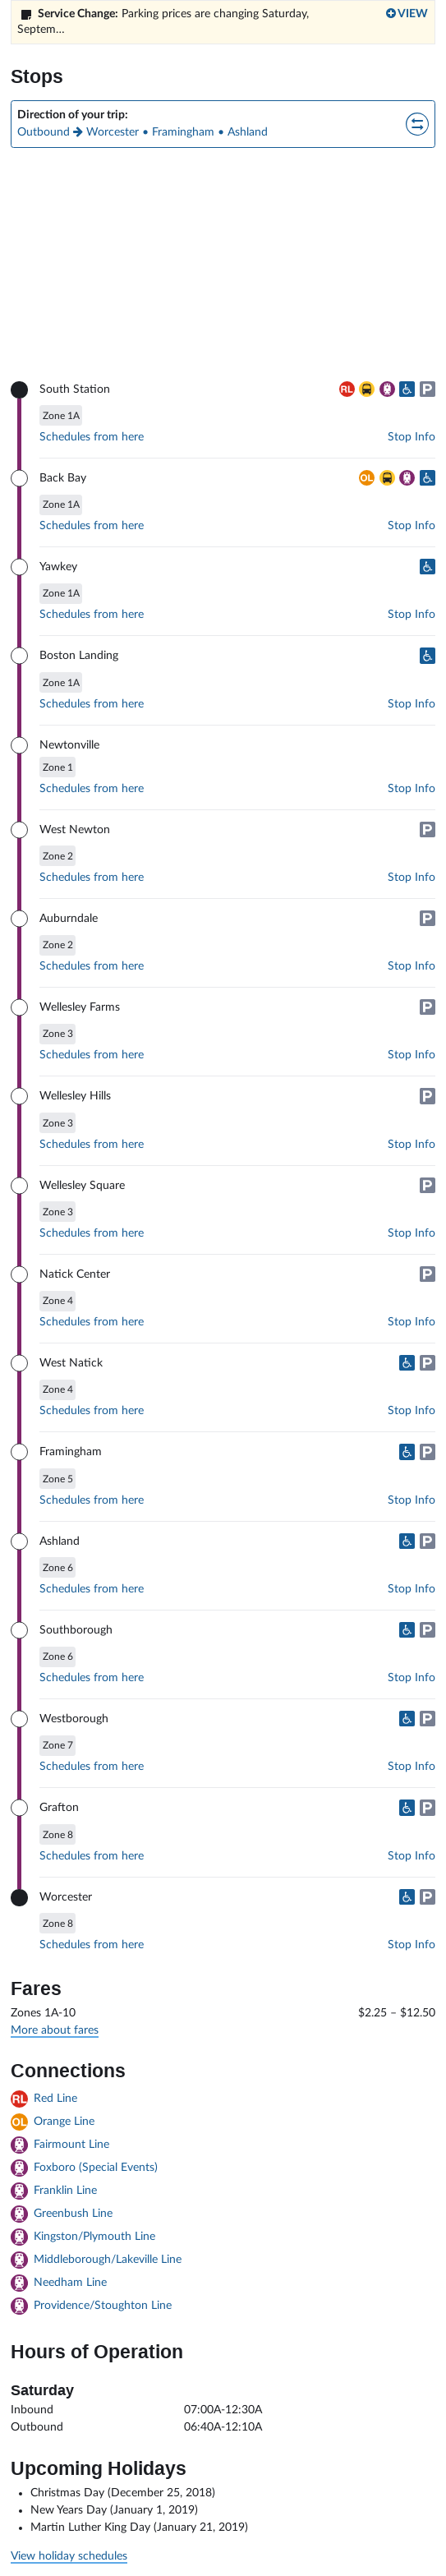 Service Change: Parking prices are changing Saturday, Septem...
VIEW
Stops
Direction of your trip:
Outbound → Worcester • Framingham • Ashland
South Station
RL P
Zone 1A
Schedules from here Stop Info
Back Bay
OL
Zone 1A
Schedules from here Stop Info
Yawkey
Zone 1A
Schedules from here Stop Info
Boston Landing
Zone 1A
Schedules from here Stop Info
Newtonville
Zone 1
Schedules from here Stop Info
West Newton P
Zone 2
Schedules from here Stop Info
Auburndale P
Zone 2
Schedules from here Stop Info
Wellesley Farms P
Zone 3
Schedules from here Stop Info
Wellesley Hills P
Zone 3
Schedules from here Stop Info
Wellesley Square P
Zone 3
Schedules from here Stop Info
Natick Center P
Zone 4
Schedules from here Stop Info
West Natick P
Zone 4
Schedules from here Stop Info
Framingham P
Zone 5
Schedules from here Stop Info
Ashland P
Zone 6
Schedules from here Stop Info
Southborough P
Zone 6
Schedules from here Stop Info
Westborough P
Zone 7
Schedules from here Stop Info
Grafton P
Zone 8
Schedules from here Stop Info
Worcester P
Zone 8
Schedules from here Stop Info
Fares
Zones 1A-10 $2.25 – $12.50
More about fares
Connections
RL Red Line
OL Orange Line
Fairmount Line
Foxboro (Special Events)
Franklin Line
Greenbush Line
Kingston/Plymouth Line
Middleborough/Lakeville Line
Needham Line
Providence/Stoughton Line
Hours of Operation
Saturday
Inbound 07:00A-12:30A
Outbound 06:40A-12:10A
Upcoming Holidays
• Christmas Day (December 25, 2018)
• New Years Day (January 1, 2019)
• Martin Luther King Day (January 21, 2019)
View holiday schedules